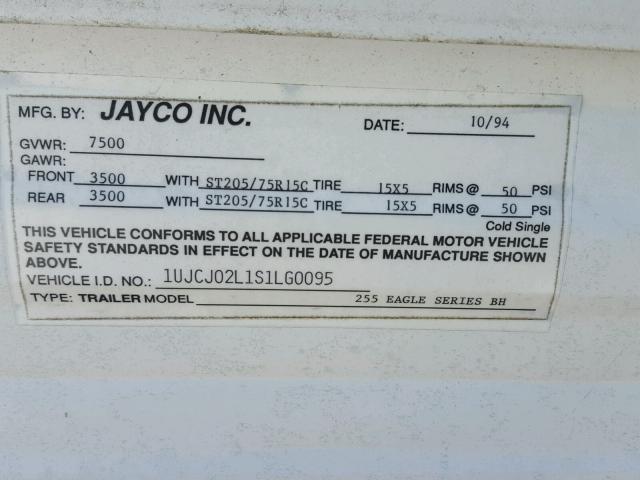 MFG. BY: JAYCO INC. DATE: 10/94
GVWR: 7500
GAWR:
FRONT 3500 WITH ST205/75R15C TIRE 15X5 RIMS @ 50 PSI
REAR 3500 WITH ST205/75R15C TIRE 15X5 RIMS @ 50 PSI
Cold Single
THIS VEHICLE CONFORMS TO ALL APPLICABLE FEDERAL MOTOR VEHICLE
SAFETY STANDARDS IN EFFECT ON THE DATE OF MANUFACTURE SHOWN
ABOVE.
VEHICLE I.D. NO.: 1UJCJ02L1S1LG0095
TYPE: TRAILER MODEL 255 EAGLE SERIES BH